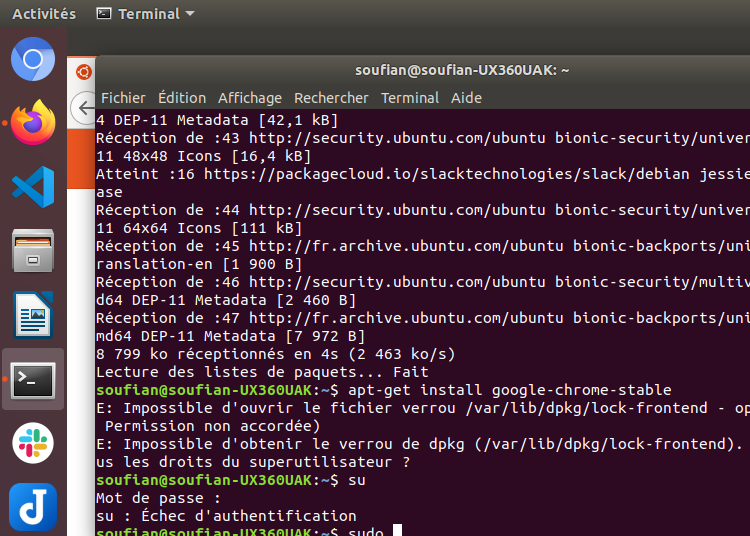 Activités Terminal
soufian@soufian-UX360UAK: ~
Fichier Édition Affichage Rechercher Terminal Aide
4 DEP-11 Metadata [42,1 kB]
Réception de :43 http://security.ubuntu.com/ubuntu bionic-security/univer
11 48x48 Icons [16,4 kB]
Atteint :16 https://packagecloud.io/slacktechnologies/slack/debian jessie
ase
Réception de :44 http://security.ubuntu.com/ubuntu bionic-security/univer
11 64x64 Icons [111 kB]
Réception de :45 http://fr.archive.ubuntu.com/ubuntu bionic-backports/uni
ranslation-en [1 900 B]
Réception de :46 http://security.ubuntu.com/ubuntu bionic-security/multiv
d64 DEP-11 Metadata [2 460 B]
Réception de :47 http://fr.archive.ubuntu.com/ubuntu bionic-backports/uni
md64 DEP-11 Metadata [7 972 B]
8 799 ko réceptionnés en 4s (2 463 ko/s)
Lecture des listes de paquets... Fait
soufian@soufian-UX360UAK:~$ apt-get install google-chrome-stable
E: Impossible d'ouvrir le fichier verrou /var/lib/dpkg/lock-frontend - op
Permission non accordée)
E: Impossible d'obtenir le verrou de dpkg (/var/lib/dpkg/lock-frontend).
us les droits du superutilisateur ?
soufian@soufian-UX360UAK:~$ su
Mot de passe :
su : Échec d'authentification
soufian@soufian-UX360UAK:~$ sudo